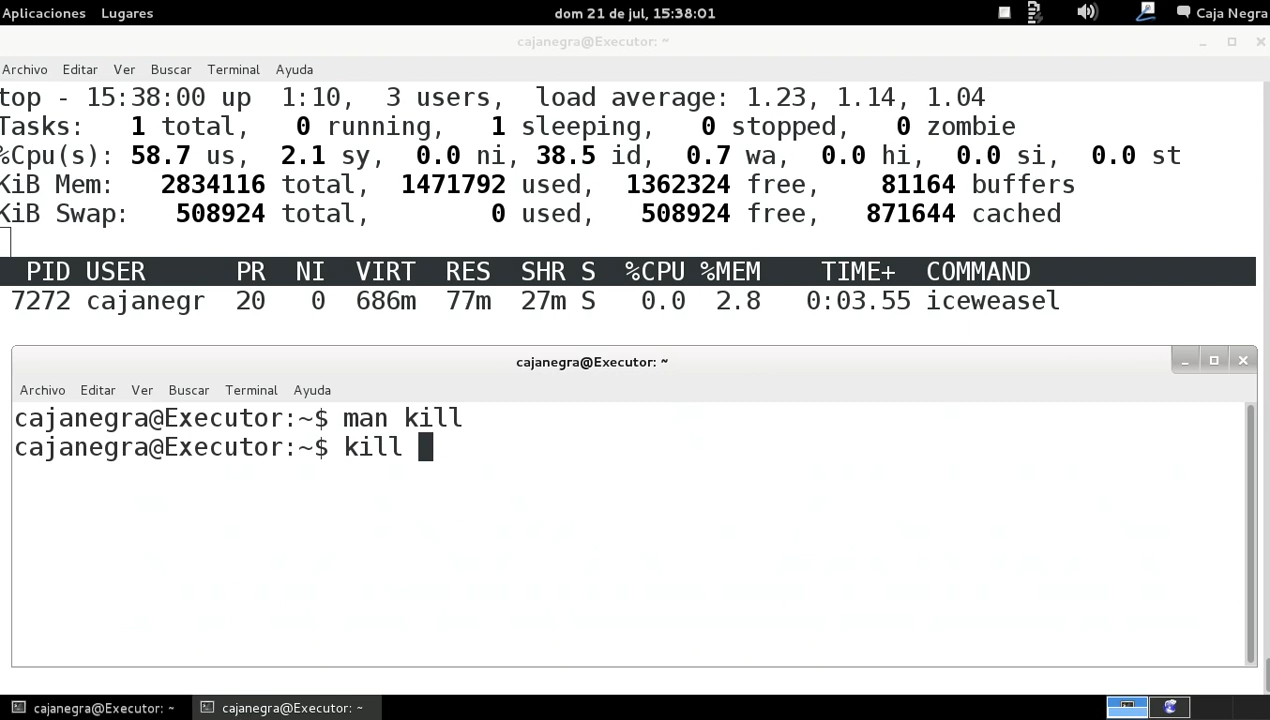 Aplicaciones Lugares dom 21 de jul, 15:38:01 Caja Negra
cajanegra@Executor: ~
Archivo Editar Ver Buscar Terminal Ayuda
top - 15:38:00 up 1:10, 3 users, load average: 1.23, 1.14, 1.04
Tasks: 1 total, 0 running, 1 sleeping, 0 stopped, 0 zombie
%Cpu(s): 58.7 us, 2.1 sy, 0.0 ni, 38.5 id, 0.7 wa, 0.0 hi, 0.0 si, 0.0 st
KiB Mem: 2834116 total, 1471792 used, 1362324 free, 81164 buffers
KiB Swap: 508924 total, 0 used, 508924 free, 871644 cached
PID USER PR NI VIRT RES SHR S %CPU %MEM TIME+ COMMAND
7272 cajanegr 20 0 686m 77m 27m S 0.0 2.8 0:03.55 iceweasel
cajanegra@Executor: ~
Archivo Editar Ver Buscar Terminal Ayuda
cajanegra@Executor:~$ man kill
cajanegra@Executor:~$ kill
cajanegra@Executor: ~ cajanegra@Executor: ~